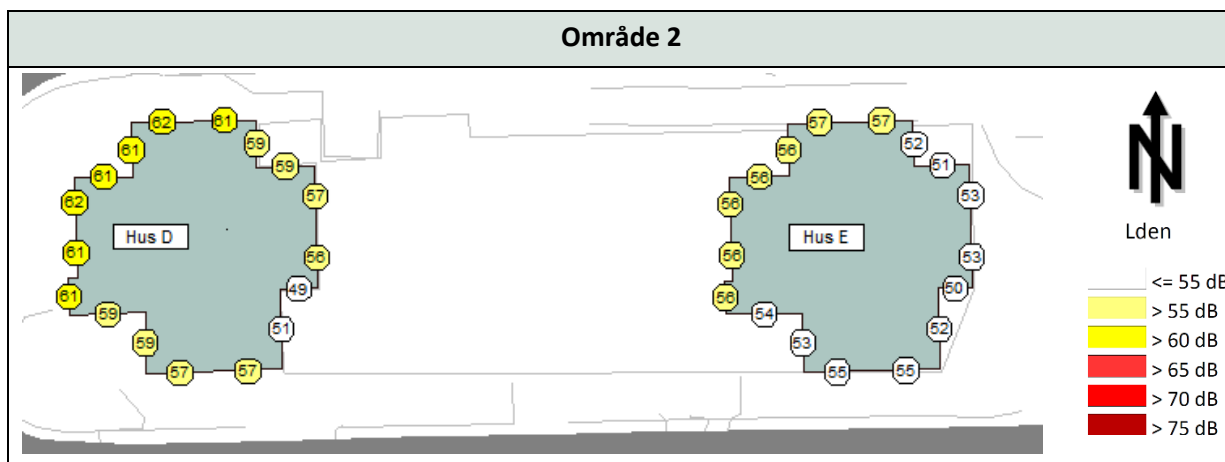 Område 2
62 61 57 57
61 59 52
61 59 56 51
62 57 56 53
Hus D Hus E
61 56 56 53
61 49 56 50
59 51 54 52
59 57 57 53 55 55
N
Lden
<= 55 dB
> 55 dB
> 60 dB
> 65 dB
> 70 dB
> 75 dB